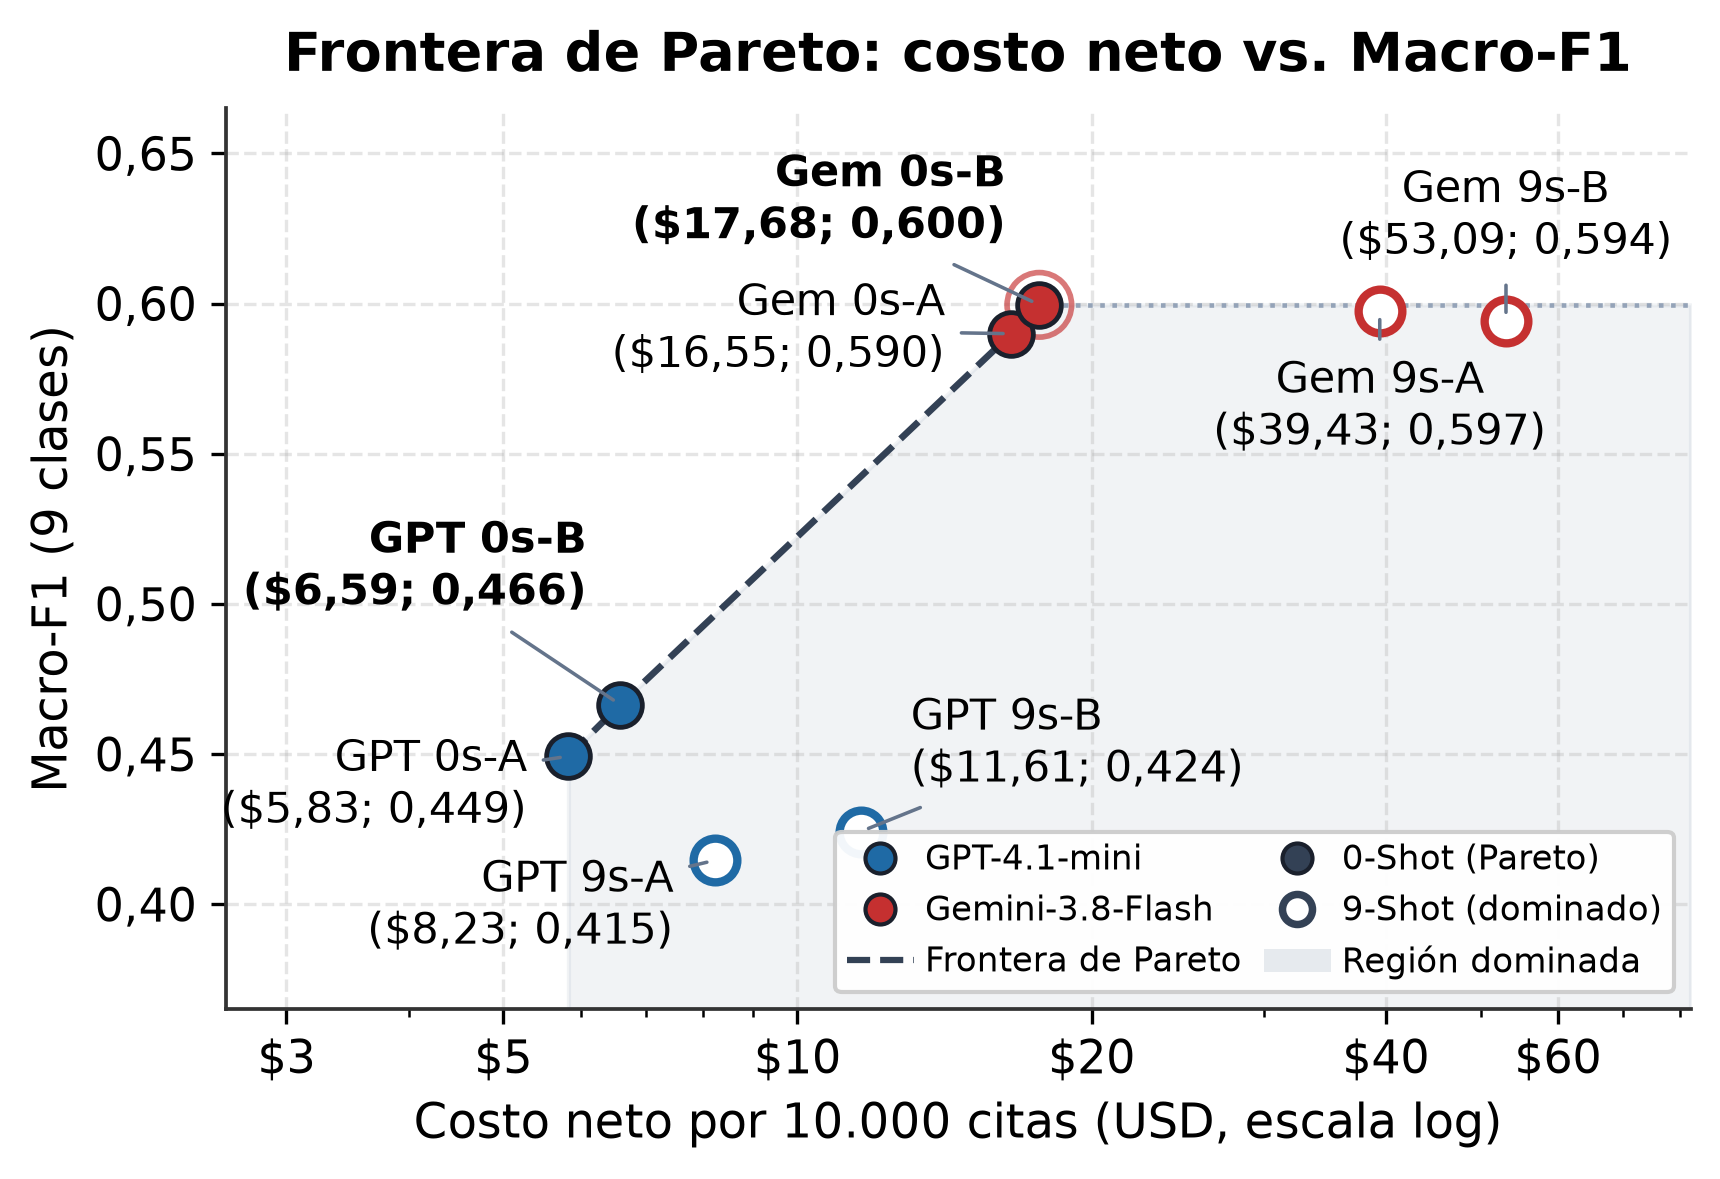 Frontera de Pareto: costo neto vs. Macro-F1
Macro-F1 (9 clases)
0,65
0,60
0,55
0,50
0,45
0,40
Gem 0s-B
($17,68; 0,600)
Gem 9s-B
($53,09; 0,594)
Gem 0s-A
($16,55; 0,590)
Gem 9s-A
($39,43; 0,597)
GPT 0s-B
($6,59; 0,466)
GPT 9s-B
($11,61; 0,424)
GPT 0s-A
($5,83; 0,449)
GPT 9s-A
($8,23; 0,415)
GPT-4.1-mini
Gemini-3.8-Flash
Frontera de Pareto
0-Shot (Pareto)
9-Shot (dominado)
Región dominada
$3
$5
$10
$20
$40
$60
Costo neto por 10.000 citas (USD, escala log)